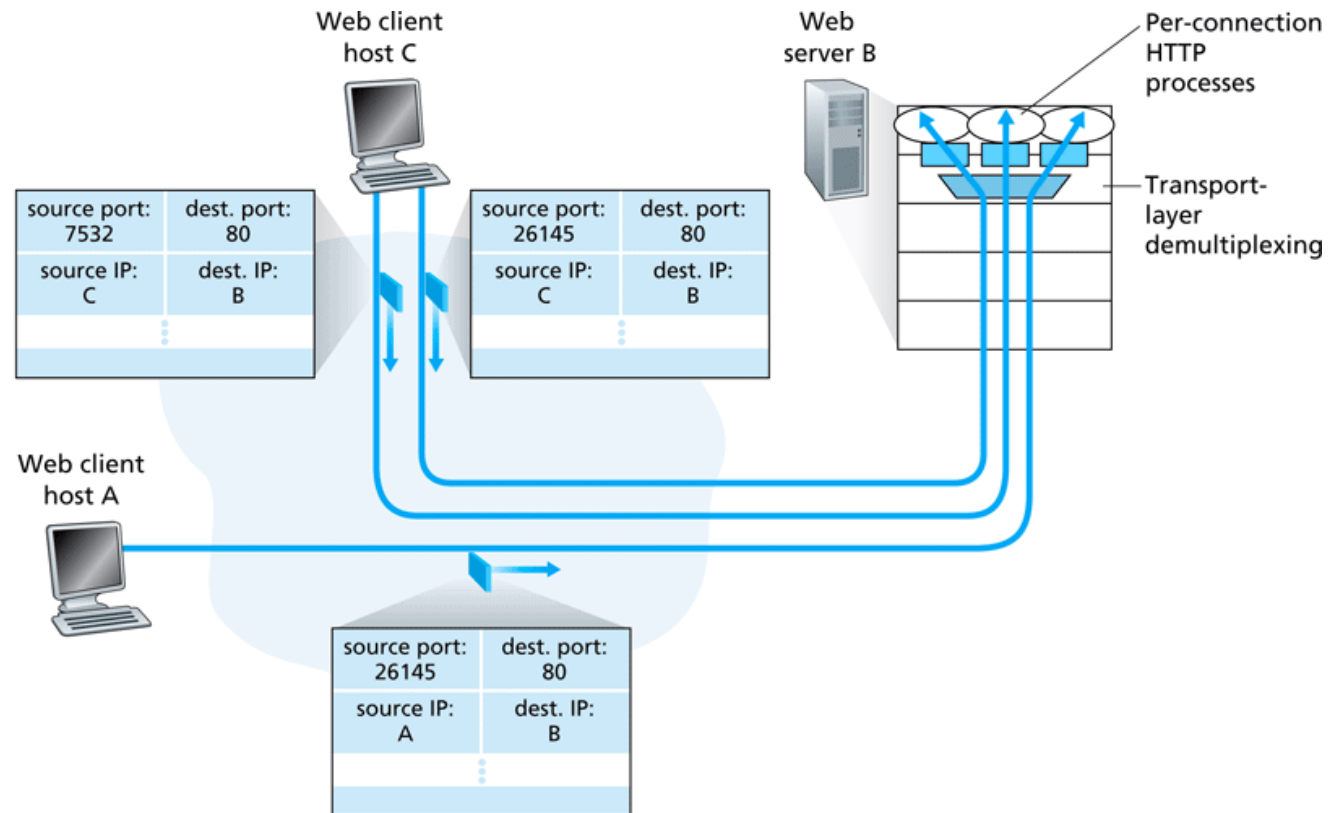 Web client
host C
Web
server B
Per-connection
HTTP
processes
Transport-
layer
demultiplexing
source port:
7532
dest. port:
80
source IP:
C
dest. IP:
B
source port:
26145
dest. port:
80
source IP:
C
dest. IP:
B
Web client
host A
source port:
26145
dest. port:
80
source IP:
A
dest. IP:
B